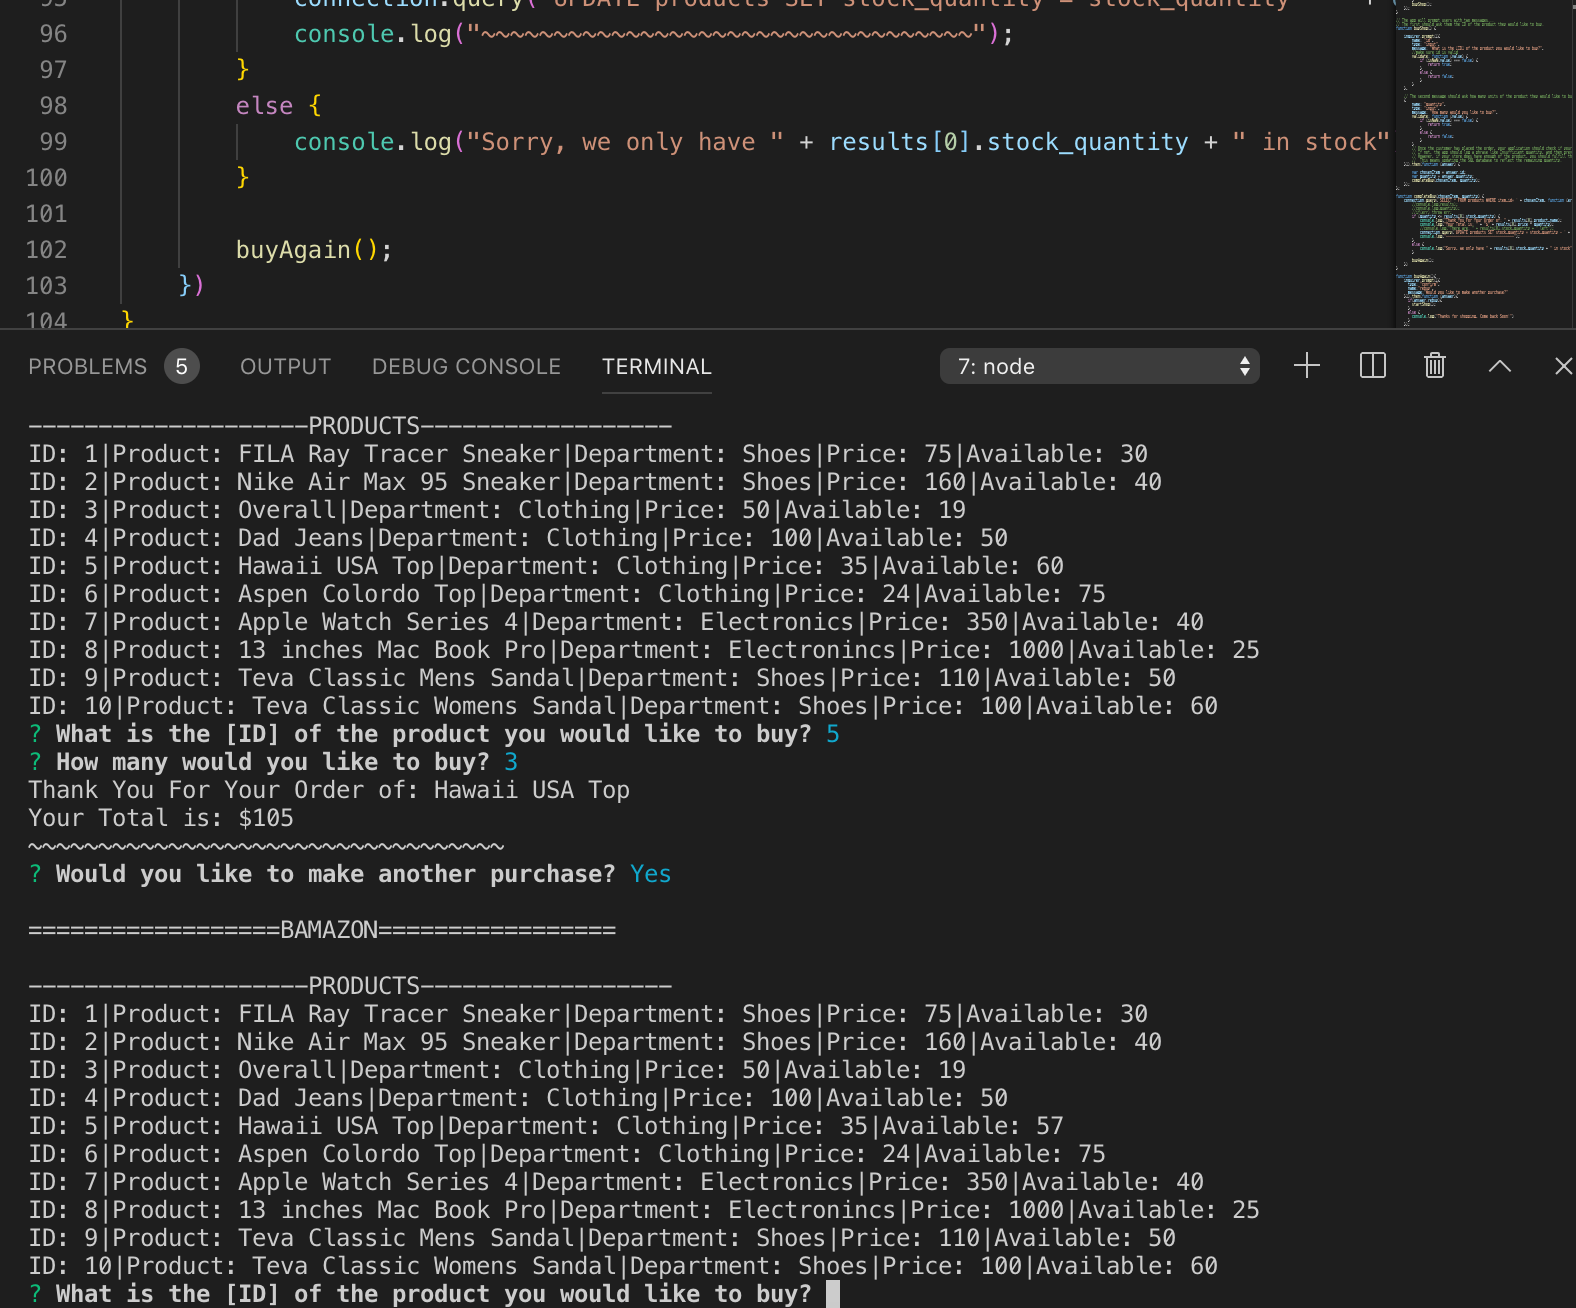 95 connection.query("UPDATE products SET stock_quantity = stock_quantity
96 console.log("~~~~~~~~~~~~~~~~~~~~~~~~~~~~~~~~~~");
97 }
98 else {
99 console.log("Sorry, we only have " + results[0].stock_quantity + " in stock"
100 }
101
102 buyAgain();
103 })
104 }
PROBLEMS 5 OUTPUT DEBUG CONSOLE TERMINAL 7: node
--------------------PRODUCTS------------------
ID: 1|Product: FILA Ray Tracer Sneaker|Department: Shoes|Price: 75|Available: 30
ID: 2|Product: Nike Air Max 95 Sneaker|Department: Shoes|Price: 160|Available: 40
ID: 3|Product: Overall|Department: Clothing|Price: 50|Available: 19
ID: 4|Product: Dad Jeans|Department: Clothing|Price: 100|Available: 50
ID: 5|Product: Hawaii USA Top|Department: Clothing|Price: 35|Available: 60
ID: 6|Product: Aspen Colordo Top|Department: Clothing|Price: 24|Available: 75
ID: 7|Product: Apple Watch Series 4|Department: Electronics|Price: 350|Available: 40
ID: 8|Product: 13 inches Mac Book Pro|Department: Electronincs|Price: 1000|Available: 25
ID: 9|Product: Teva Classic Mens Sandal|Department: Shoes|Price: 110|Available: 50
ID: 10|Product: Teva Classic Womens Sandal|Department: Shoes|Price: 100|Available: 60
? What is the [ID] of the product you would like to buy? 5
? How many would you like to buy? 3
Thank You For Your Order of: Hawaii USA Top
Your Total is: $105
~~~~~~~~~~~~~~~~~~~~~~~~~~~~~~~~~~
? Would you like to make another purchase? Yes
==================BAMAZON=================
--------------------PRODUCTS------------------
ID: 1|Product: FILA Ray Tracer Sneaker|Department: Shoes|Price: 75|Available: 30
ID: 2|Product: Nike Air Max 95 Sneaker|Department: Shoes|Price: 160|Available: 40
ID: 3|Product: Overall|Department: Clothing|Price: 50|Available: 19
ID: 4|Product: Dad Jeans|Department: Clothing|Price: 100|Available: 50
ID: 5|Product: Hawaii USA Top|Department: Clothing|Price: 35|Available: 57
ID: 6|Product: Aspen Colordo Top|Department: Clothing|Price: 24|Available: 75
ID: 7|Product: Apple Watch Series 4|Department: Electronics|Price: 350|Available: 40
ID: 8|Product: 13 inches Mac Book Pro|Department: Electronincs|Price: 1000|Available: 25
ID: 9|Product: Teva Classic Mens Sandal|Department: Shoes|Price: 110|Available: 50
ID: 10|Product: Teva Classic Womens Sandal|Department: Shoes|Price: 100|Available: 60
? What is the [ID] of the product you would like to buy?